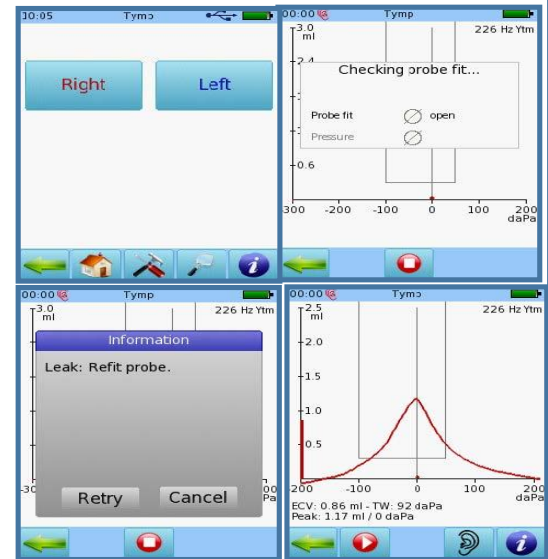 10:05 Tymp
Right Left
00:00 Tymp
3.0
ml
226 Hz Ytm
2.4
Checking probe fit...
Probe fit open
Pressure
0.6
300 -200 -100 0 100 200
daPa
00:00 Tymp
3.0
ml
226 Hz Ytm
Information
Leak: Refit probe.
Retry Cancel
00:00 Tymp
2.5
ml
226 Hz Ytm
2.0
1.5
1.0
0.5
200 -100 0 100 200
daPa
ECV: 0.86 ml - TW: 92 daPa
Peak: 1.17 ml / 0 daPa